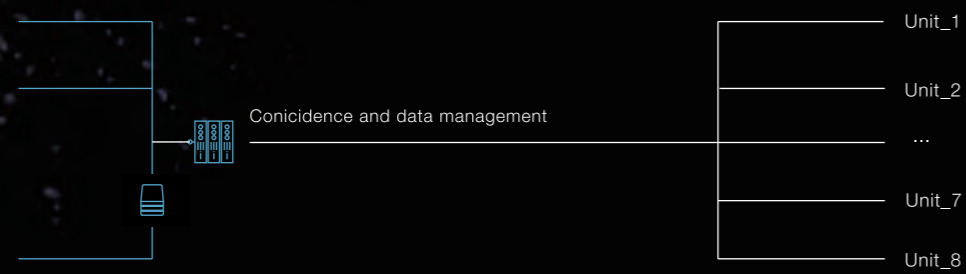 Unit_1
Unit_2
Conicidence and data management
...
Unit_7
Unit_8